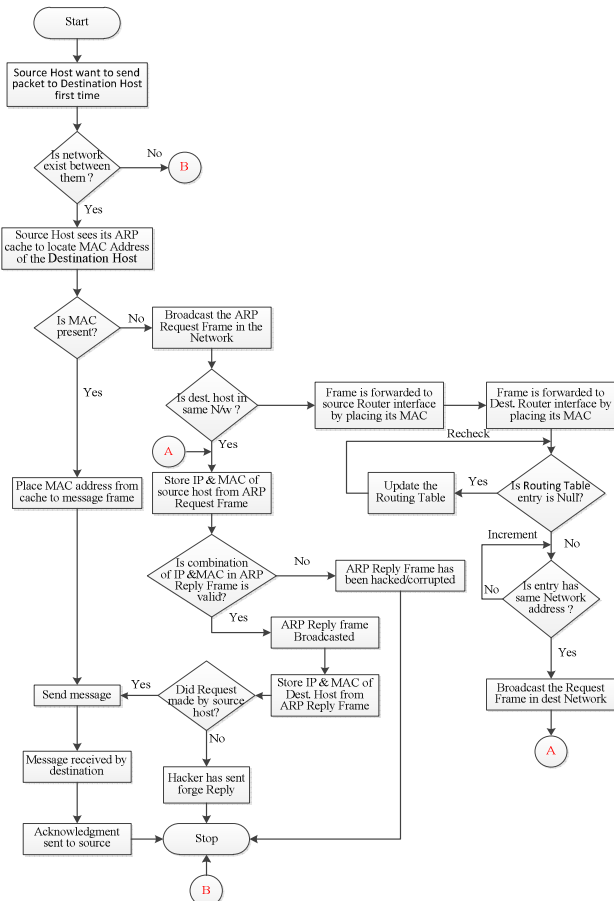 Start
Source Host want to send
packet to Destination Host
first time
Is network
exist between
them ?
No
B
Yes
Source Host sees its ARP
cache to locate MAC Address
of the Destination Host
Is MAC
present?
No
Broadcast the ARP
Request Frame in the
Network
Yes
Is dest. host in
same N/w ?
Frame is forwarded to
source Router interface
by placing its MAC
Frame is forwarded to
Dest. Router interface by
placing its MAC
Recheck
A
Yes
Place MAC address from
cache to message frame
Store IP & MAC of
source host from ARP
Request Frame
Update the
Routing Table
Yes
Is Routing Table
entry is Null?
Increment
No
Is combination
of IP &MAC in ARP
Reply Frame is
valid?
No
ARP Reply Frame has
been hacked/corrupted
No
Is entry has
same Network
address ?
Yes
ARP Reply frame
Broadcasted
Yes
Send message
Yes
Did Request
made by source
host?
Store IP & MAC of
Dest. Host from
ARP Reply Frame
Broadcast the Request
Frame in dest Network
No
A
Message received by
destination
Hacker has sent
forge Reply
Acknowledgment
sent to source
Stop
B